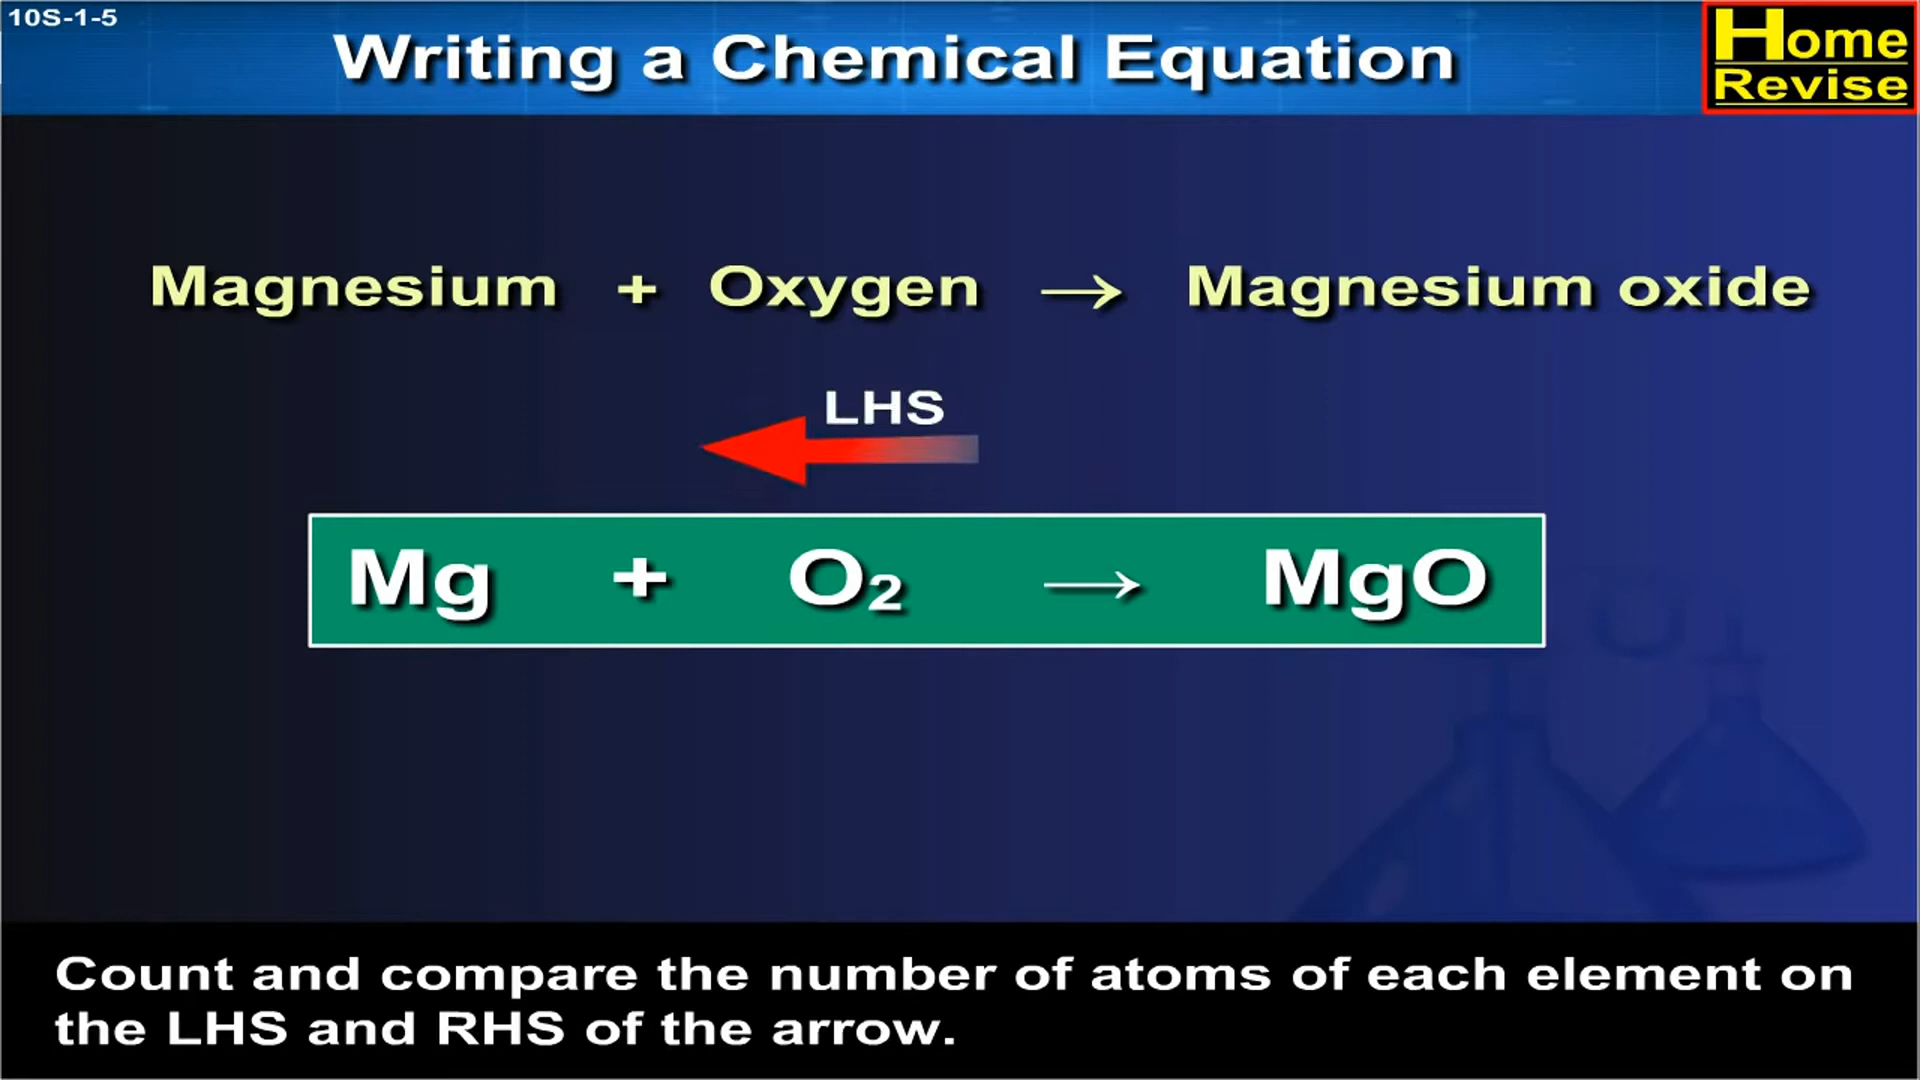 10S-1-5
Writing a Chemical Equation
Home
Revise
Magnesium + Oxygen → Magnesium oxide
LHS
Mg + O₂ → MgO
Count and compare the number of atoms of each element on
the LHS and RHS of the arrow.